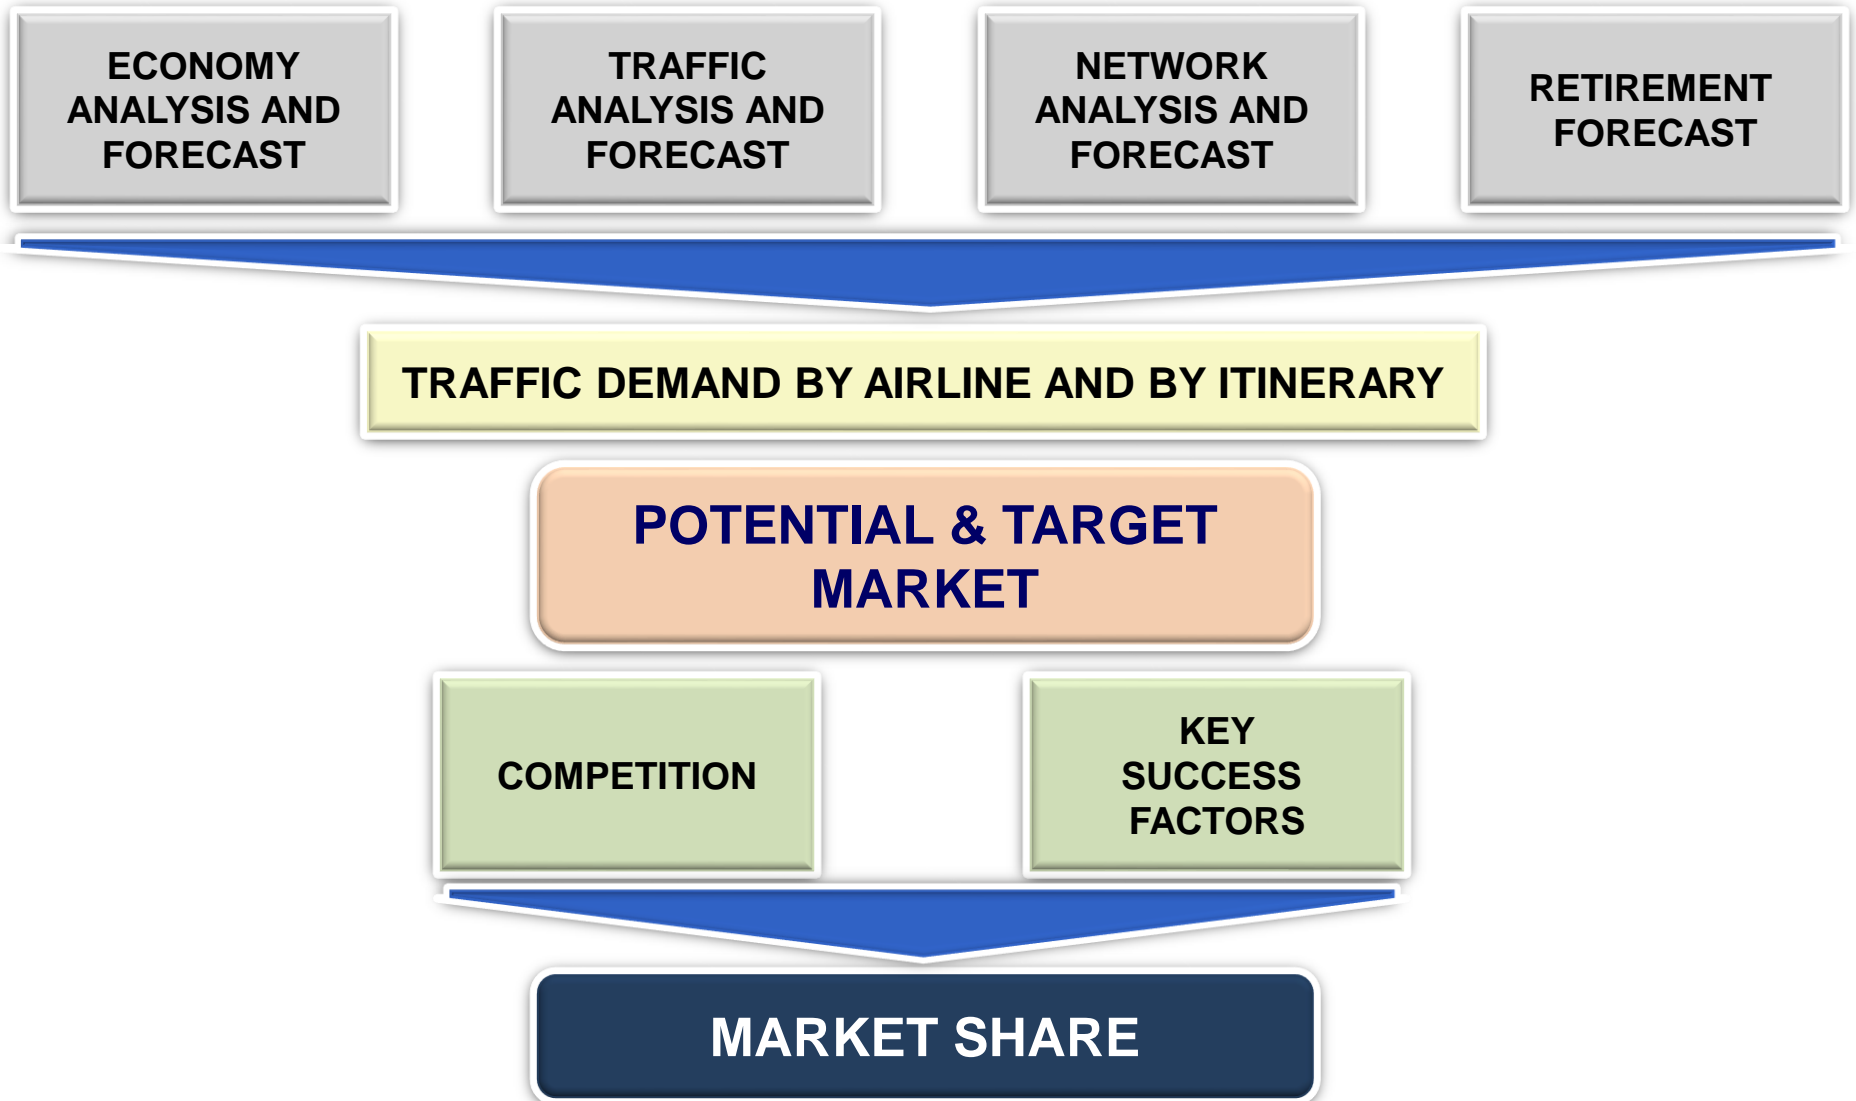 ECONOMY
ANALYSIS AND
FORECAST
TRAFFIC
ANALYSIS AND
FORECAST
NETWORK
ANALYSIS AND
FORECAST
RETIREMENT
FORECAST
TRAFFIC DEMAND BY AIRLINE AND BY ITINERARY
POTENTIAL & TARGET
MARKET
COMPETITION
KEY
SUCCESS
FACTORS
MARKET SHARE